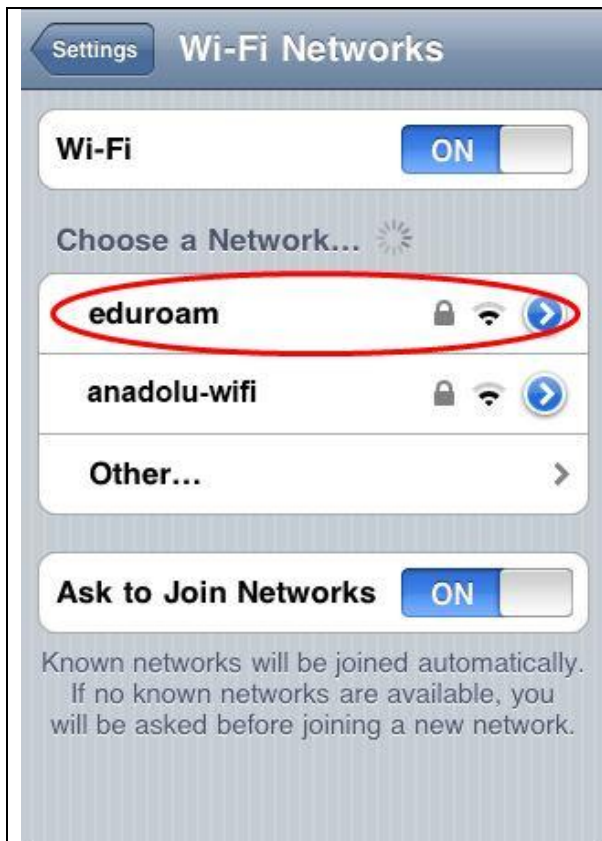 Settings
Wi-Fi Networks
Wi-Fi
ON
Choose a Network...
eduroam
anadolu-wifi
Other...
Ask to Join Networks
ON
Known networks will be joined automatically.
If no known networks are available, you
will be asked before joining a new network.